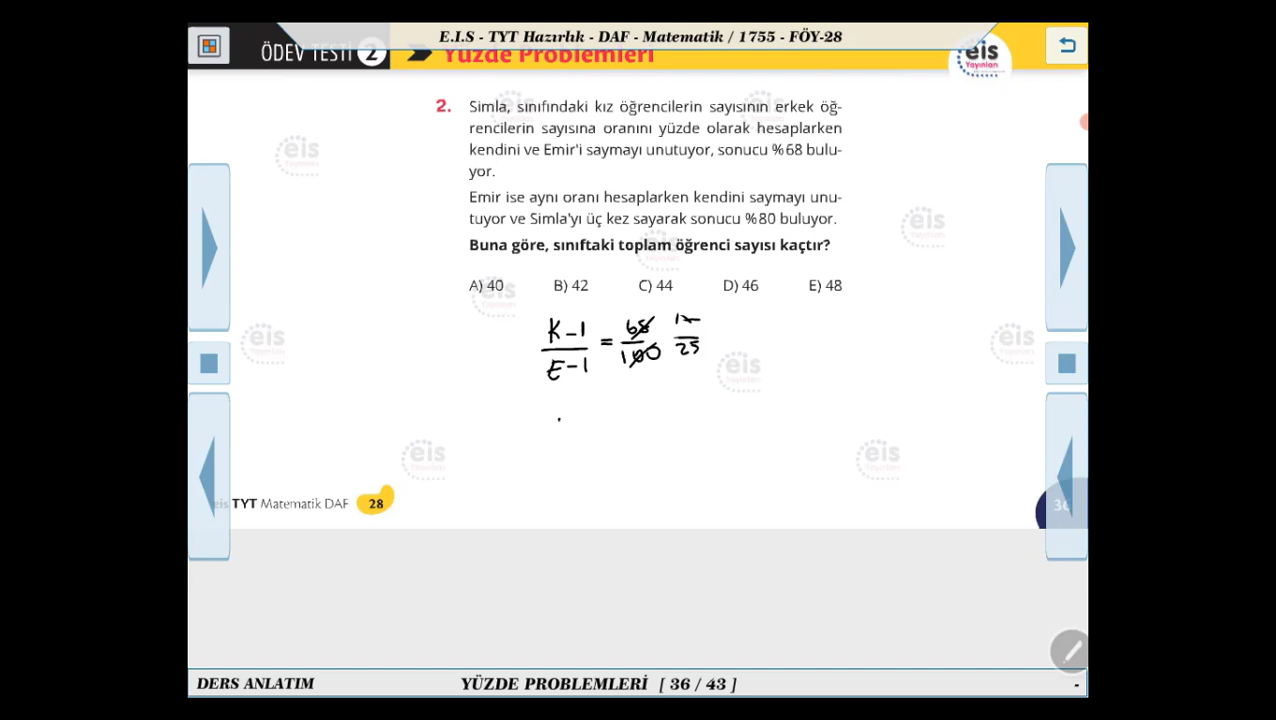 E.I.S - TYT Hazırlık - DAF - Matematik / 1755 - FÖY-28
ÖDEV TESTİ 2 Yüzde Problemleri
eis Yayınları
2. Simla, sınıfındaki kız öğrencilerin sayısının erkek öğ-
rencilerin sayısına oranını yüzde olarak hesaplarken
kendini ve Emir'i saymayı unutuyor, sonucu %68 bulu-
yor.
Emir ise aynı oranı hesaplarken kendini saymayı unu-
tuyor ve Simla'yı üç kez sayarak sonucu %80 buluyor.
Buna göre, sınıftaki toplam öğrenci sayısı kaçtır?
A) 40 B) 42 C) 44 D) 46 E) 48
K-1 / E-1 = 68 / 100 17 / 25
eis TYT Matematik DAF 28
36
DERS ANLATIM YÜZDE PROBLEMLERİ [ 36 / 43 ] -